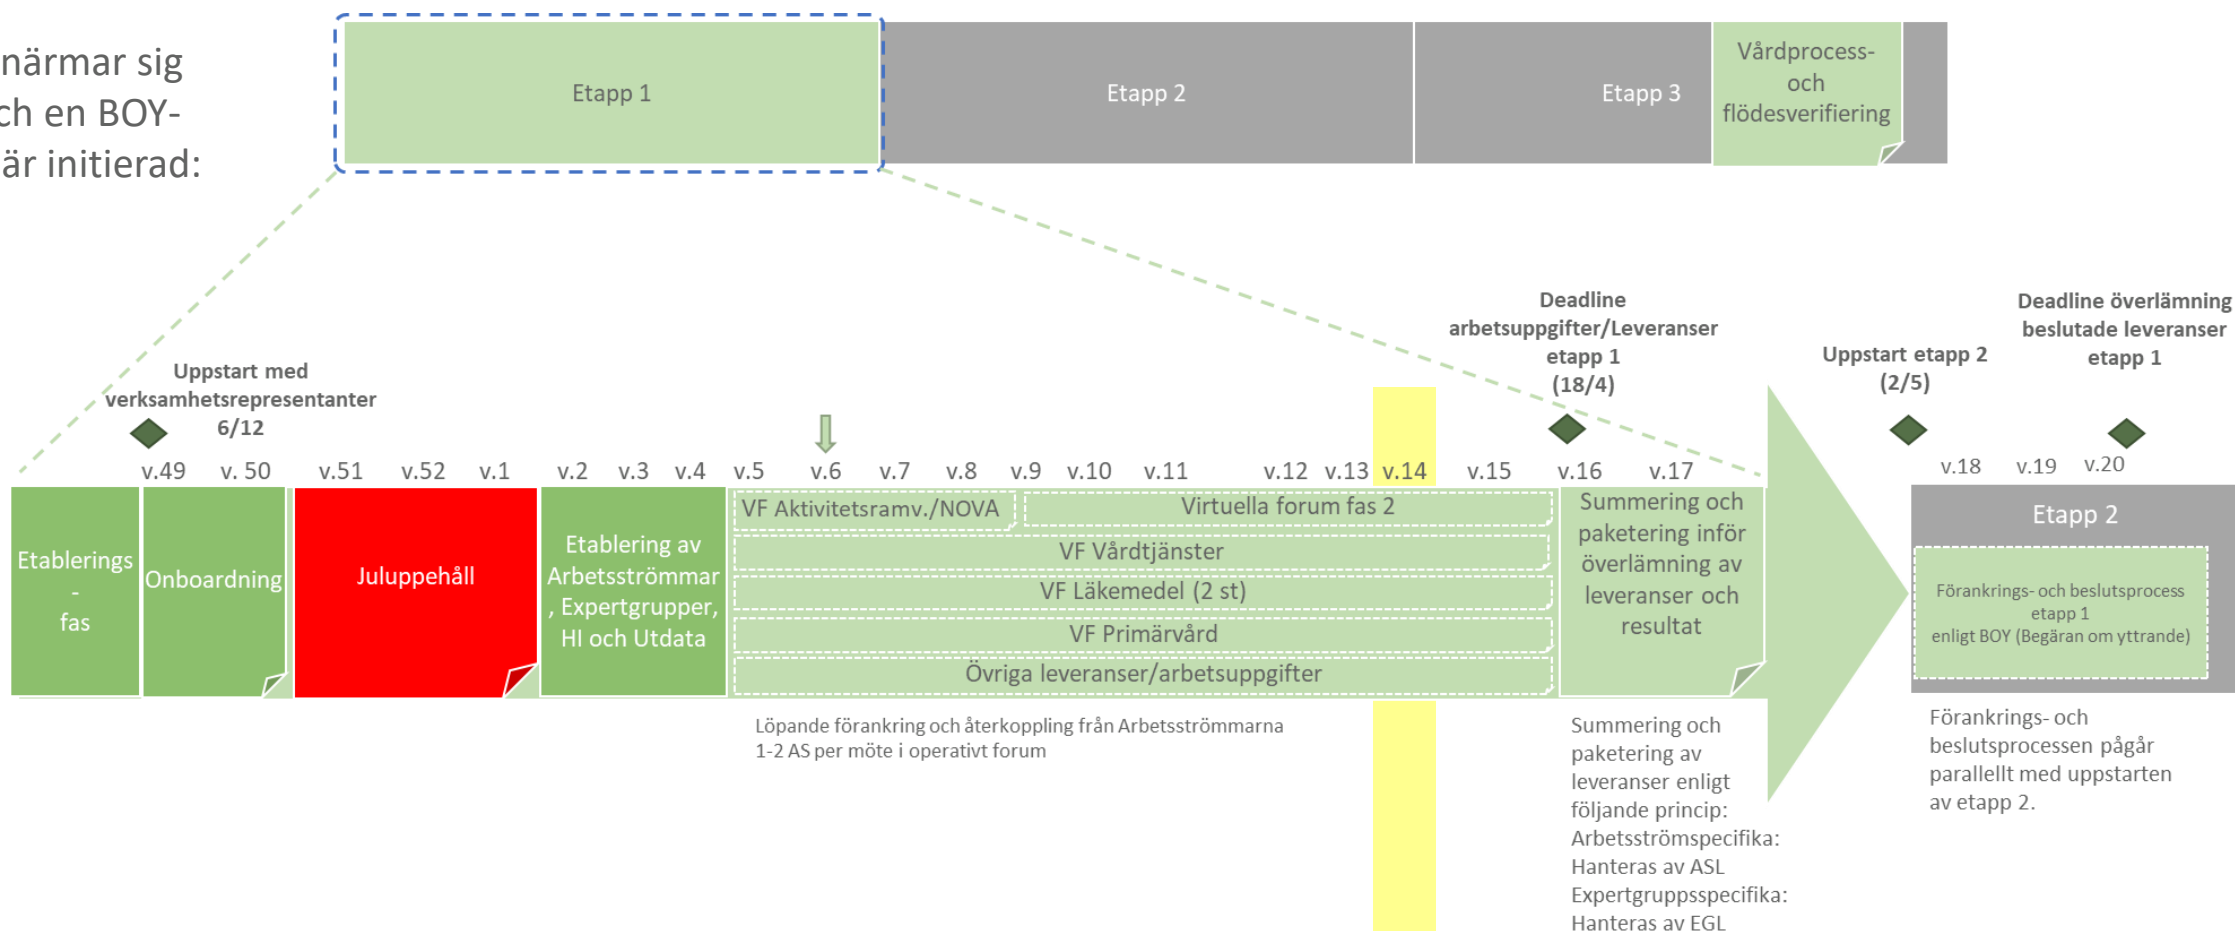 närmar sig
ch en BOY-
är initierad:
Etapp 1
Etapp 2
Etapp 3
Vårdprocess-
och
flödesverifiering
Uppstart med
verksamhetsrepresentanter
6/12
Deadline
arbetsuppgifter/Leveranser
etapp 1
(18/4)
Uppstart etapp 2
(2/5)
Deadline överlämning
beslutade leveranser
etapp 1
v.49 v. 50 v.51 v.52 v.1 v.2 v.3 v.4 v.5 v.6 v.7 v.8 v.9 v.10 v.11 v.12 v.13 v.14 v.15 v.16 v.17 v.18 v.19 v.20
Etablerings
-
fas
Onboardning
Juluppehåll
Etablering av
Arbetsströmmar
, Expertgrupper,
HI och Utdata
VF Aktivitetsramv./NOVA
Virtuella forum fas 2
VF Vårdtjänster
VF Läkemedel (2 st)
VF Primärvård
Övriga leveranser/arbetsuppgifter
Summering och
paketering inför
överlämning av
leveranser och
resultat
Etapp 2
Förankrings- och beslutsprocess
etapp 1
enligt BOY (Begäran om yttrande)
Löpande förankring och återkoppling från Arbetsströmmarna
1-2 AS per möte i operativt forum
Summering och
paketering av
leveranser enligt
följande princip:
Arbetsströmspecifika:
Hanteras av ASL
Expertgruppsspecifika:
Hanteras av EGL
Förankrings- och
beslutsprocessen pågår
parallellt med uppstarten
av etapp 2.